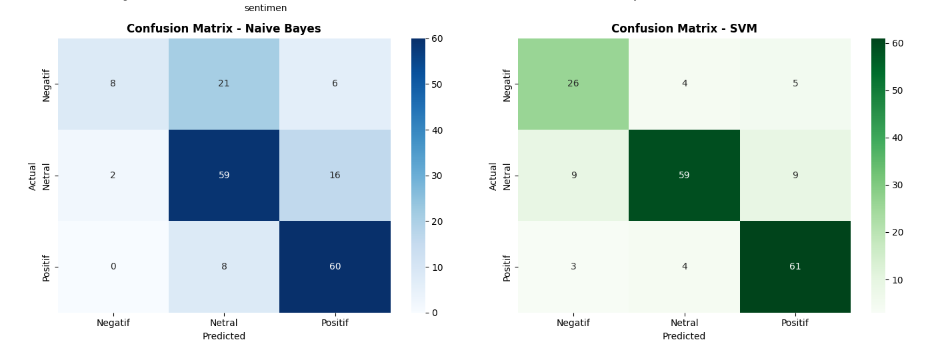 sentimen
Confusion Matrix - Naive Bayes
Negatif
Netral
Positif
Actual
8 21 6
2 59 16
0 8 60
Negatif Netral Positif
Predicted
60
50
40
30
20
10
0
Confusion Matrix - SVM
Negatif
Netral
Positif
Actual
26 4 5
9 59 9
3 4 61
Negatif Netral Positif
Predicted
60
50
40
30
20
10